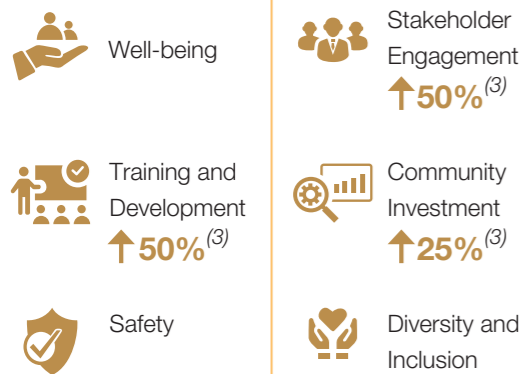 Well-being
Training and
Development
↑50%(3)
Safety
Stakeholder
Engagement
↑50%(3)
Community
Investment
↑25%(3)
Diversity and
Inclusion